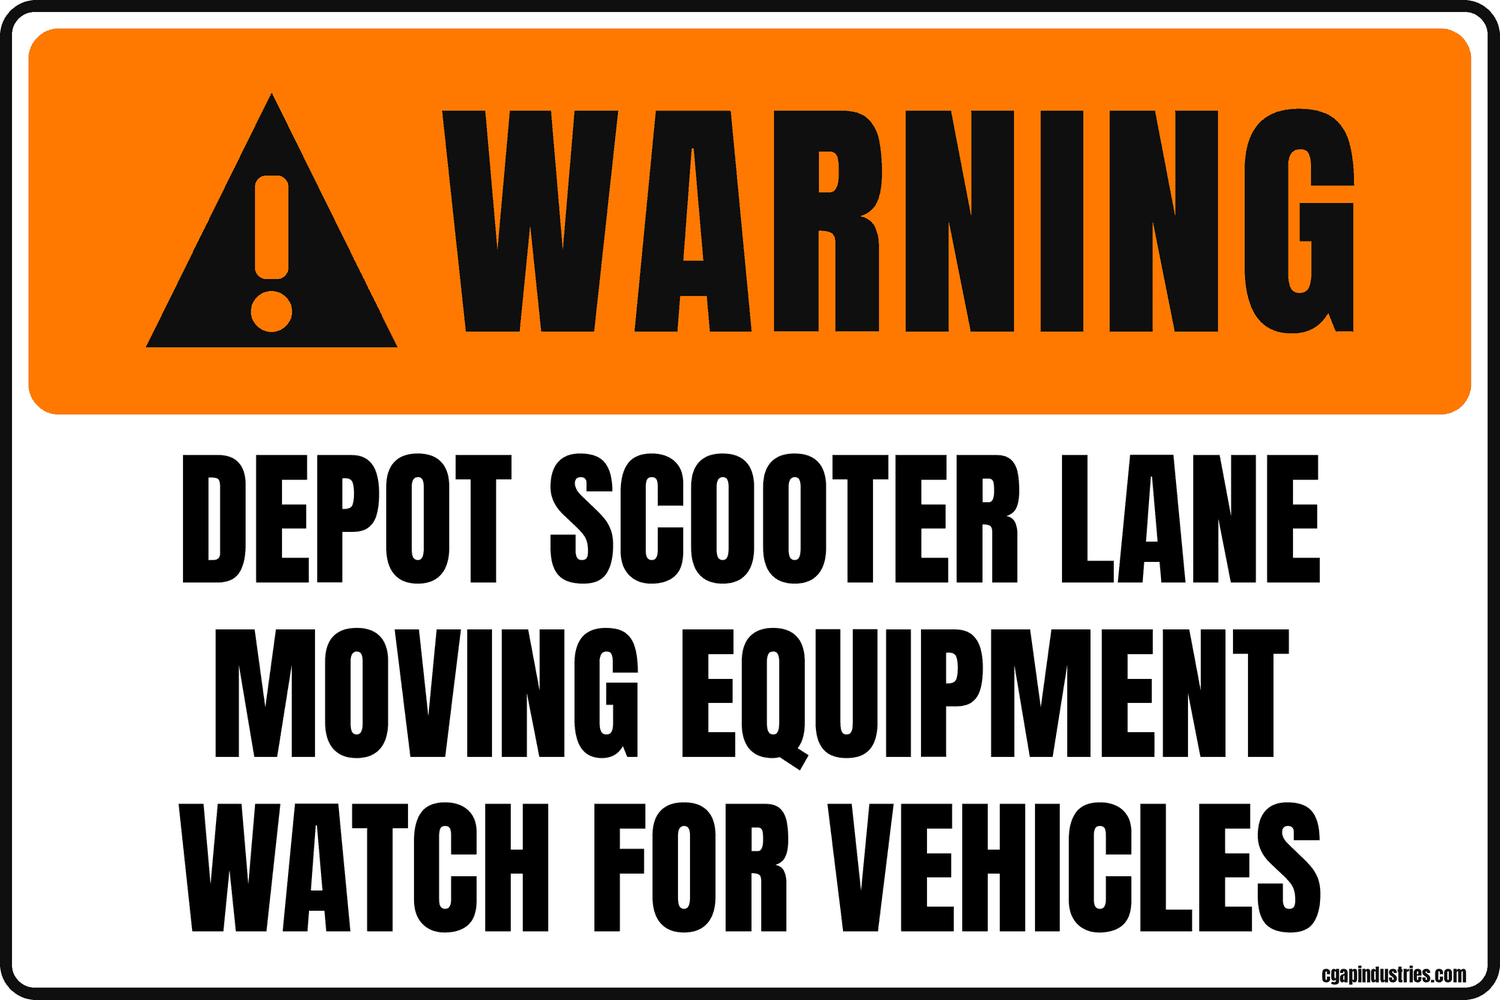 WARNING
DEPOT SCOOTER LANE
MOVING EQUIPMENT
WATCH FOR VEHICLES
cgapindustries.com